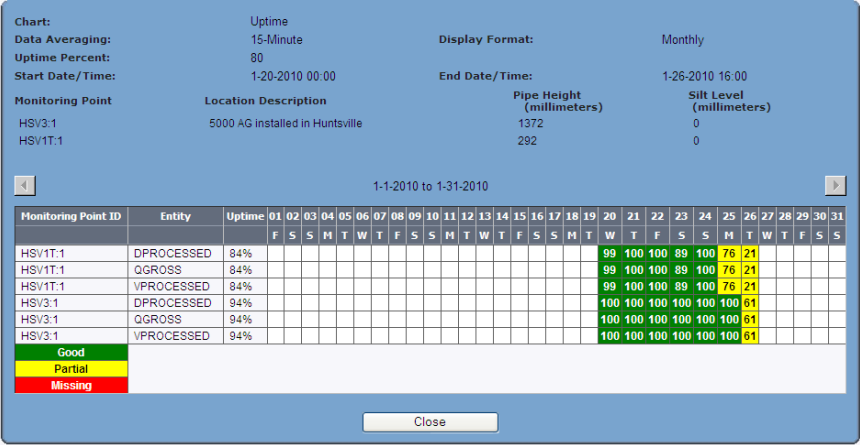 Chart: Uptime
Data Averaging: 15-Minute Display Format: Monthly
Uptime Percent: 80
Start Date/Time: 1-20-2010 00:00 End Date/Time: 1-26-2010 16:00
Monitoring Point Location Description Pipe Height (millimeters) Silt Level (millimeters)
HSV3:1 5000 AG installed in Huntsville 1372 0
HSV1T:1 292 0
1-1-2010 to 1-31-2010
Monitoring Point ID Entity Uptime 01 02 03 04 05 06 07 08 09 10 11 12 13 14 15 16 17 18 19 20 21 22 23 24 25 26 27 28 29 30 31
F S S M T W T F S S M T W T F S S M T W T F S S M T W T F S S
HSV1T:1 DPROCESSED 84% 99 100 100 89 100 76 21
HSV1T:1 QGROSS 84% 99 100 100 89 100 76 21
HSV1T:1 VPROCESSED 84% 99 100 100 89 100 76 21
HSV3:1 DPROCESSED 94% 100 100 100 100 100 100 61
HSV3:1 QGROSS 94% 100 100 100 100 100 100 61
HSV3:1 VPROCESSED 94% 100 100 100 100 100 100 61
Good
Partial
Missing
Close